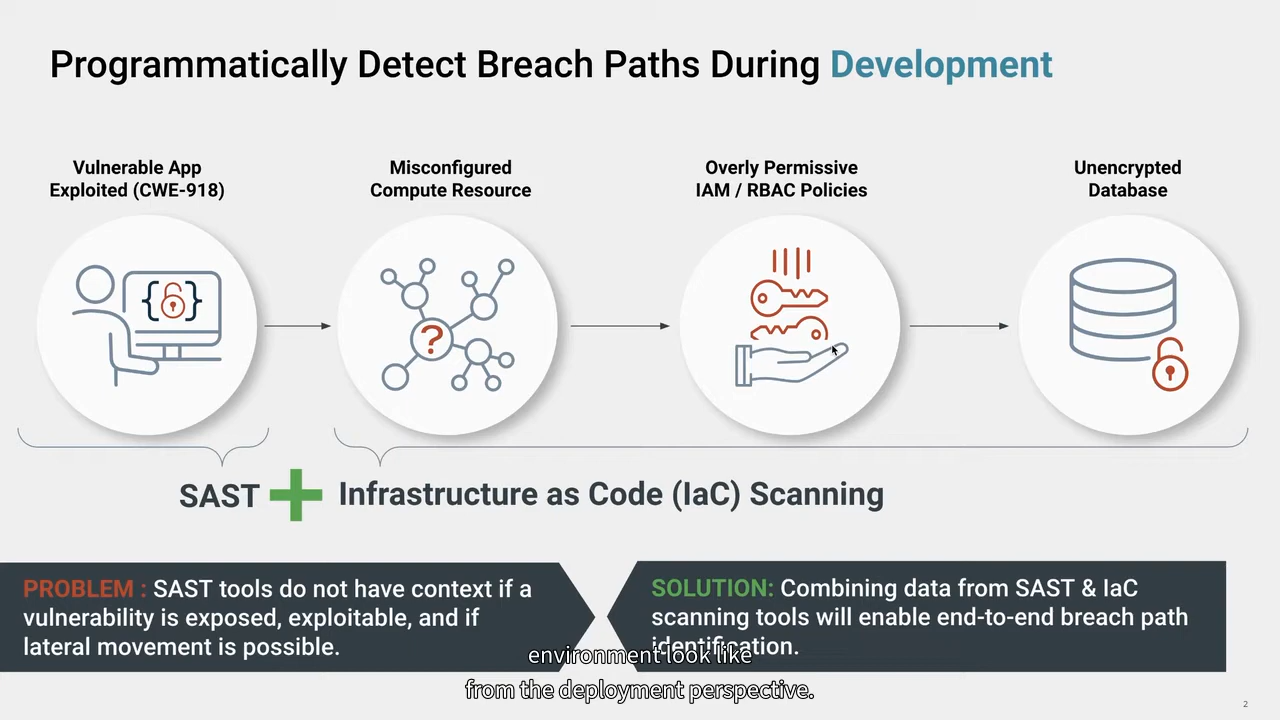 Programmatically Detect Breach Paths During Development
Vulnerable App
Exploited (CWE-918)
Misconfigured
Compute Resource
Overly Permissive
IAM / RBAC Policies
Unencrypted
Database
{ }
?
SAST
Infrastructure as Code (IaC) Scanning
PROBLEM : SAST tools do not have context if a
vulnerability is exposed, exploitable, and if
lateral movement is possible.
SOLUTION: Combining data from SAST & IaC
scanning tools will enable end-to-end breach path
identification.
environment look like
from the deployment perspective.
2